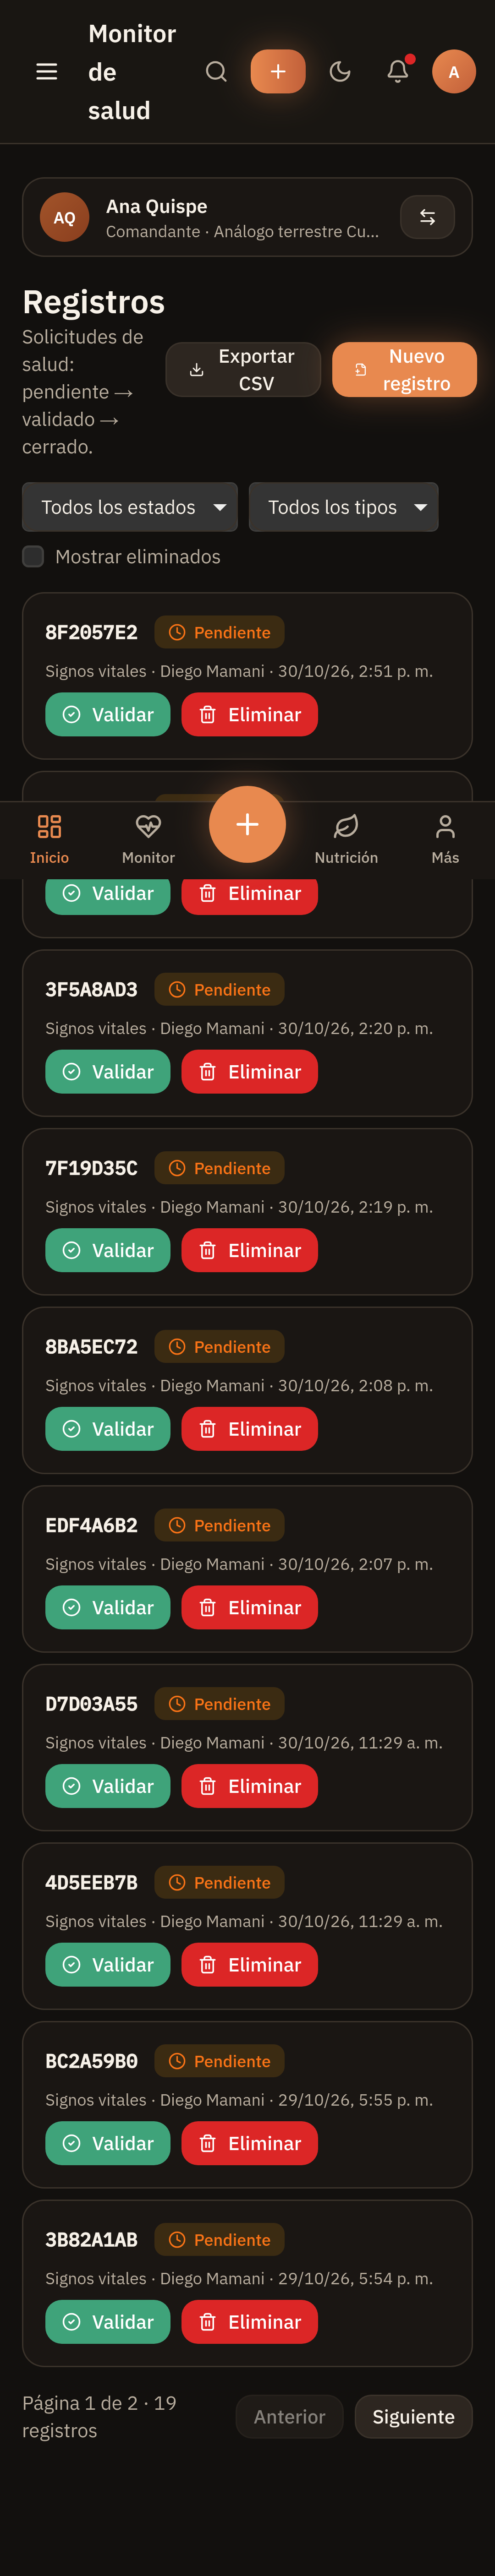 Monitor
de
salud
A
AQ
Ana Quispe
Comandante · Análogo terrestre Cu...
Registros
Solicitudes de
salud:
pendiente →
validado →
cerrado.
Exportar
CSV
Nuevo
registro
Todos los estados
Todos los tipos
Mostrar eliminados
8F2057E2 Pendiente
Signos vitales · Diego Mamani · 30/10/26, 2:51 p. m.
Validar Eliminar
Inicio Monitor Nutrición Más
Validar Eliminar
3F5A8AD3 Pendiente
Signos vitales · Diego Mamani · 30/10/26, 2:20 p. m.
Validar Eliminar
7F19D35C Pendiente
Signos vitales · Diego Mamani · 30/10/26, 2:19 p. m.
Validar Eliminar
8BA5EC72 Pendiente
Signos vitales · Diego Mamani · 30/10/26, 2:08 p. m.
Validar Eliminar
EDF4A6B2 Pendiente
Signos vitales · Diego Mamani · 30/10/26, 2:07 p. m.
Validar Eliminar
D7D03A55 Pendiente
Signos vitales · Diego Mamani · 30/10/26, 11:29 a. m.
Validar Eliminar
4D5EEB7B Pendiente
Signos vitales · Diego Mamani · 30/10/26, 11:29 a. m.
Validar Eliminar
BC2A59B0 Pendiente
Signos vitales · Diego Mamani · 29/10/26, 5:55 p. m.
Validar Eliminar
3B82A1AB Pendiente
Signos vitales · Diego Mamani · 29/10/26, 5:54 p. m.
Validar Eliminar
Página 1 de 2 · 19
registros
Anterior Siguiente